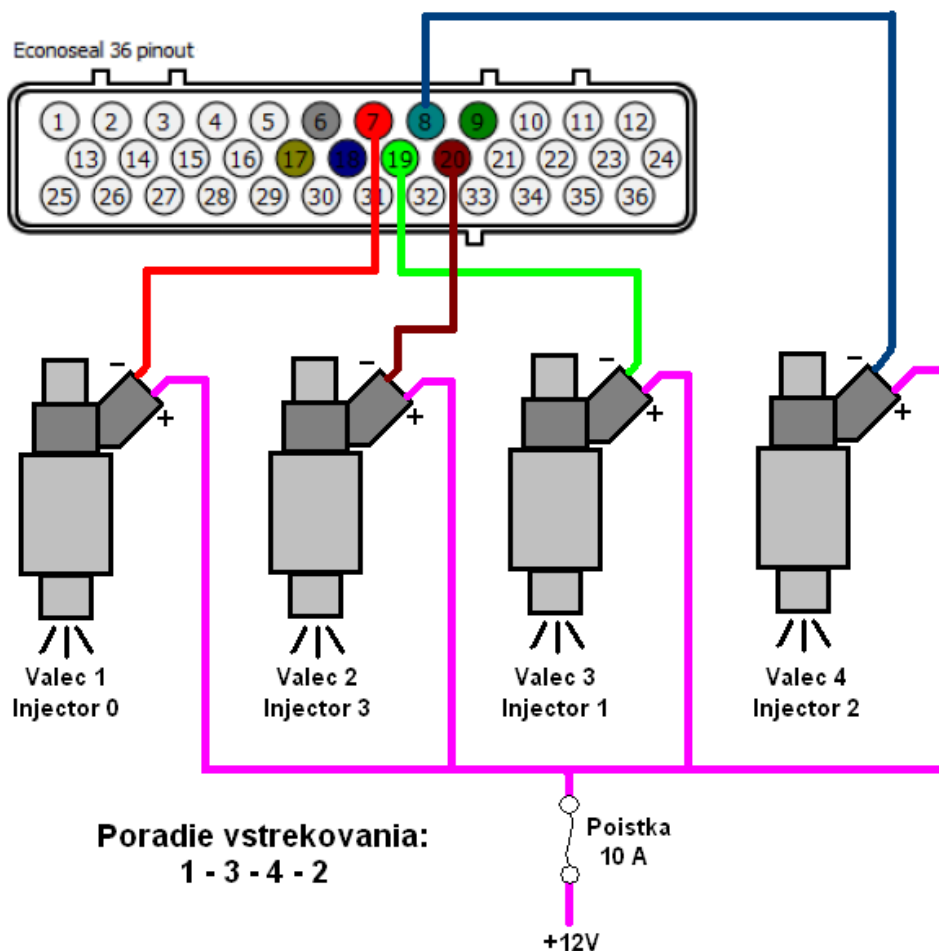 Econoseal 36 pinout
1 2 3 4 5 6 7 8 9 10 11 12
13 14 15 16 17 18 19 20 21 22 23 24
25 26 27 28 29 30 31 32 33 34 35 36
− − − −
+ + + +
Valec 1
Injector 0
Valec 2
Injector 3
Valec 3
Injector 1
Valec 4
Injector 2
Poradie vstrekovania:
1 - 3 - 4 - 2
Poistka
10 A
+12V